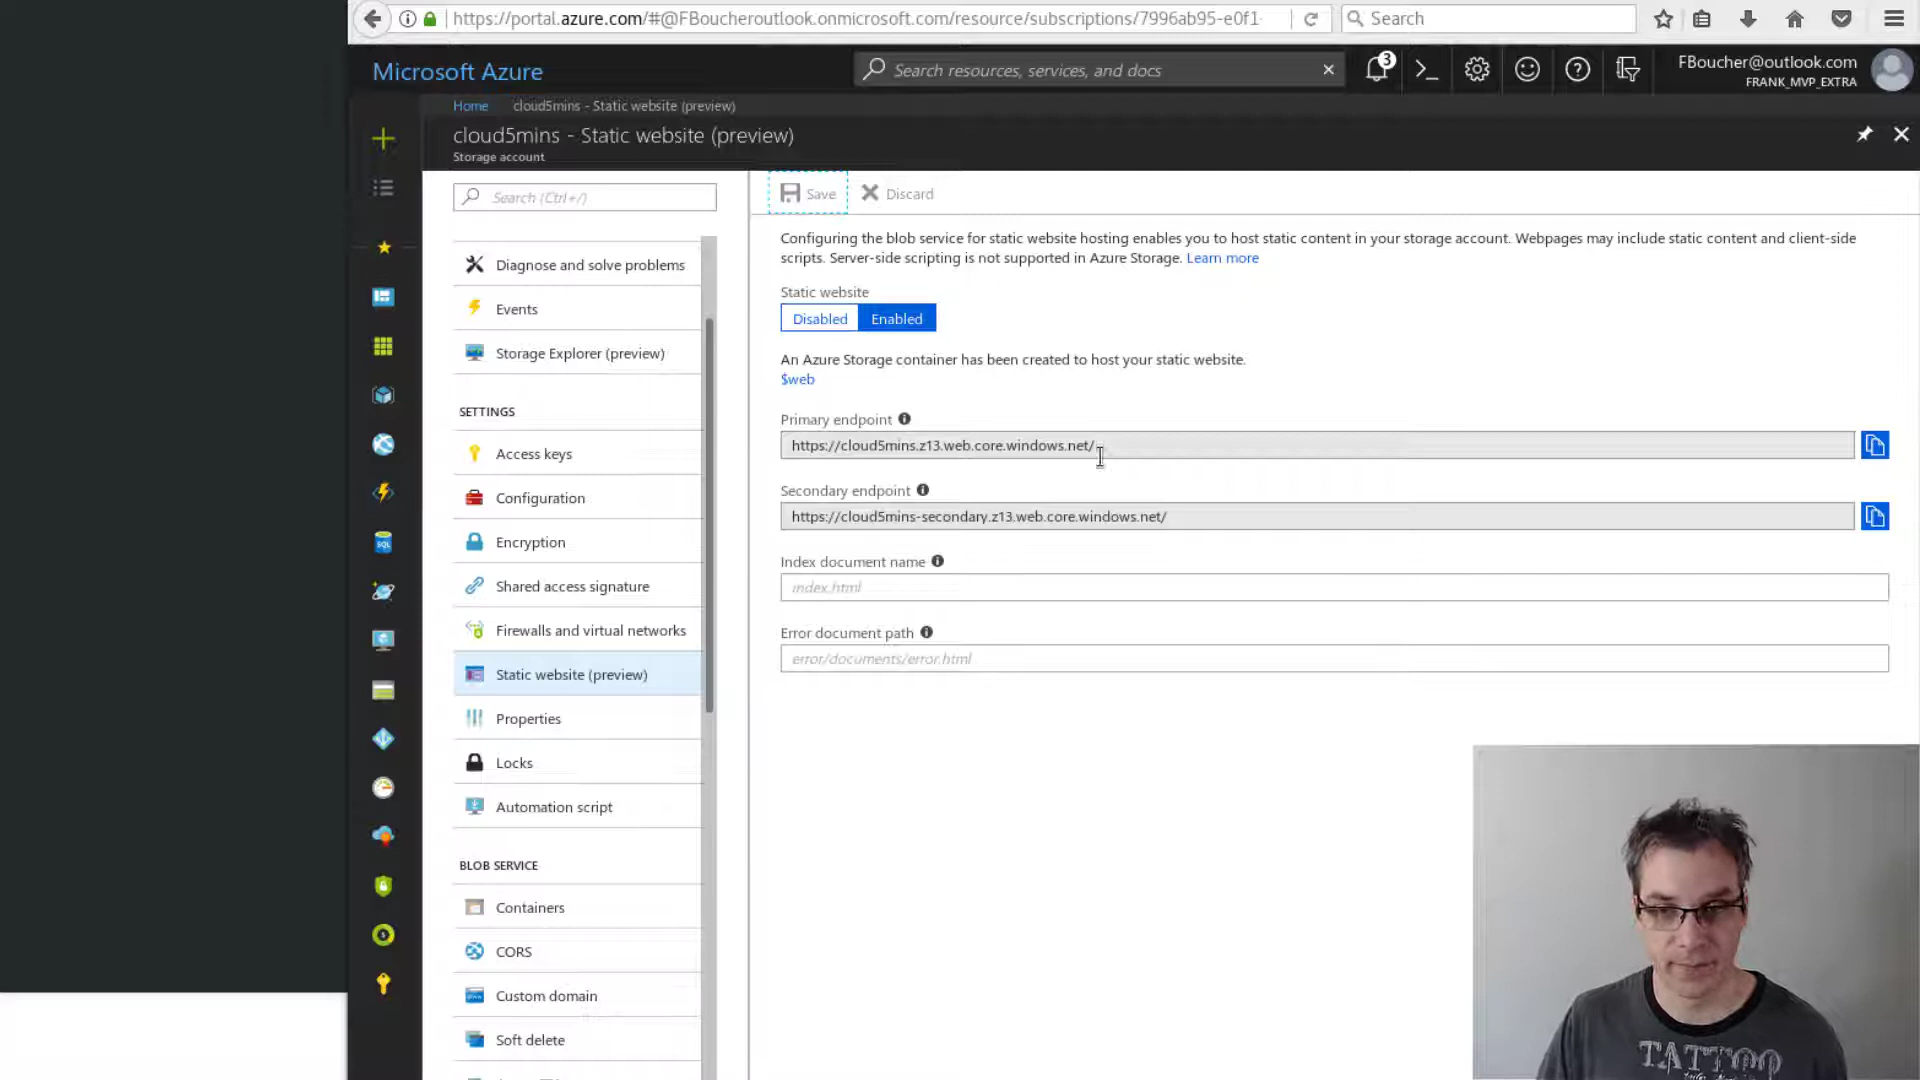 https://portal.azure.com/#@FBoucheroutlook.onmicrosoft.com/resource/subscriptions/7996ab95-e0f1-
Search
Microsoft Azure
Search resources, services, and docs
3
FBoucher@outlook.com
FRANK_MVP_EXTRA
Home
cloud5mins - Static website (preview)
cloud5mins - Static website (preview)
Storage account
Search (Ctrl+/)
Diagnose and solve problems
Events
Storage Explorer (preview)
SETTINGS
Access keys
Configuration
Encryption
Shared access signature
Firewalls and virtual networks
Static website (preview)
Properties
Locks
Automation script
BLOB SERVICE
Containers
CORS
Custom domain
Soft delete
Save
Discard
Configuring the blob service for static website hosting enables you to host static content in your storage account. Webpages may include static content and client-side
scripts. Server-side scripting is not supported in Azure Storage. Learn more
Static website
Disabled
Enabled
An Azure Storage container has been created to host your static website.
$web
Primary endpoint
https://cloud5mins.z13.web.core.windows.net/
Secondary endpoint
https://cloud5mins-secondary.z13.web.core.windows.net/
Index document name
index.html
Error document path
error/documents/error.html
SQL
TATTOO